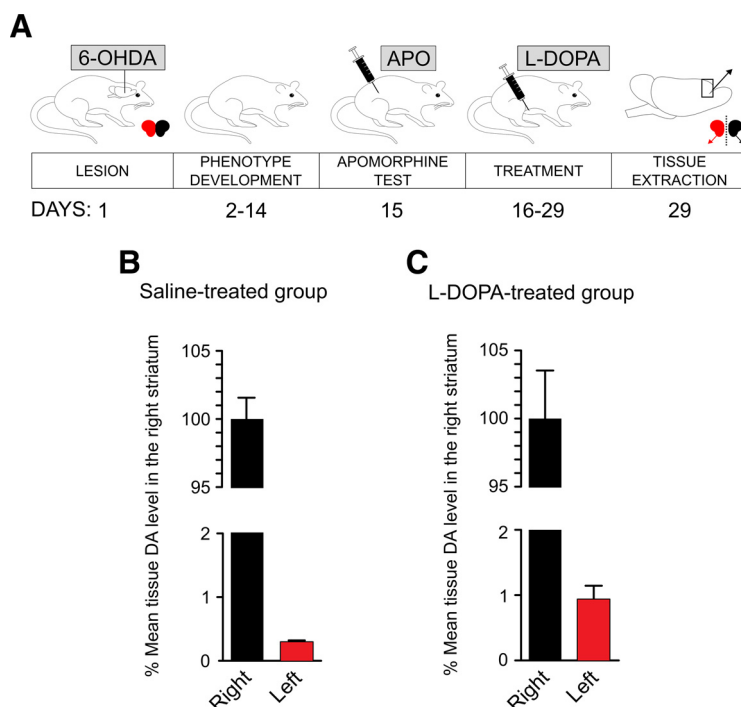 A
6-OHDA
APO
L-DOPA
LESION
PHENOTYPE
DEVELOPMENT
APOMORPHINE
TEST
TREATMENT
TISSUE
EXTRACTION
DAYS: 1
2-14
15
16-29
29
B
Saline-treated group
% Mean tissue DA level in the right striatum
105
100
95
2
1
0
Right
Left
C
L-DOPA-treated group
% Mean tissue DA level in the right striatum
105
100
95
2
1
0
Right
Left